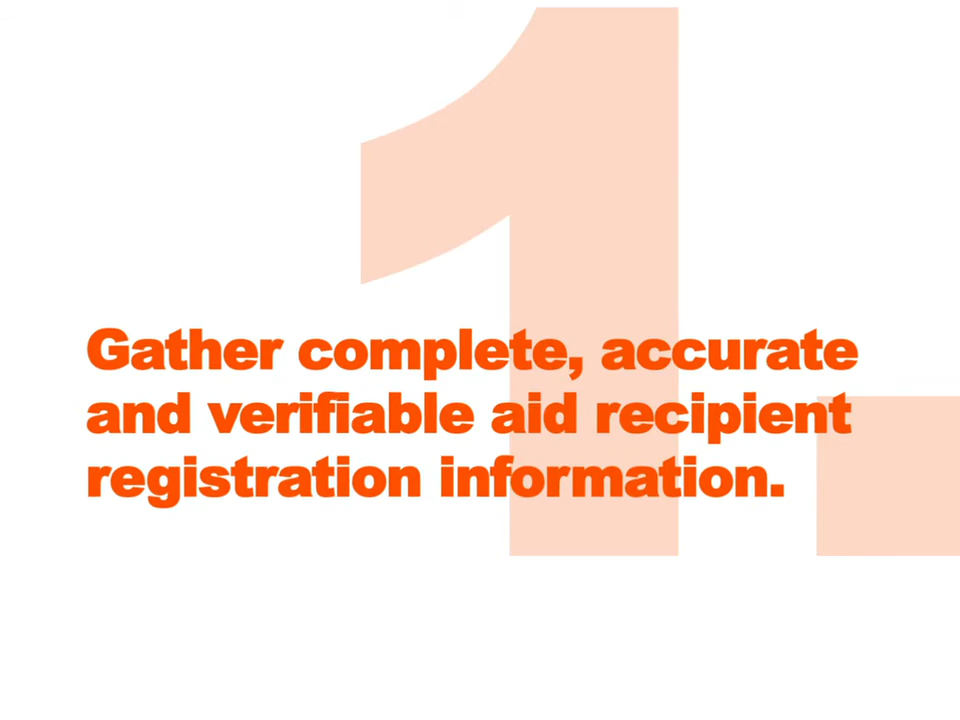 1.
Gather complete, accurate
and verifiable aid recipient
registration information.